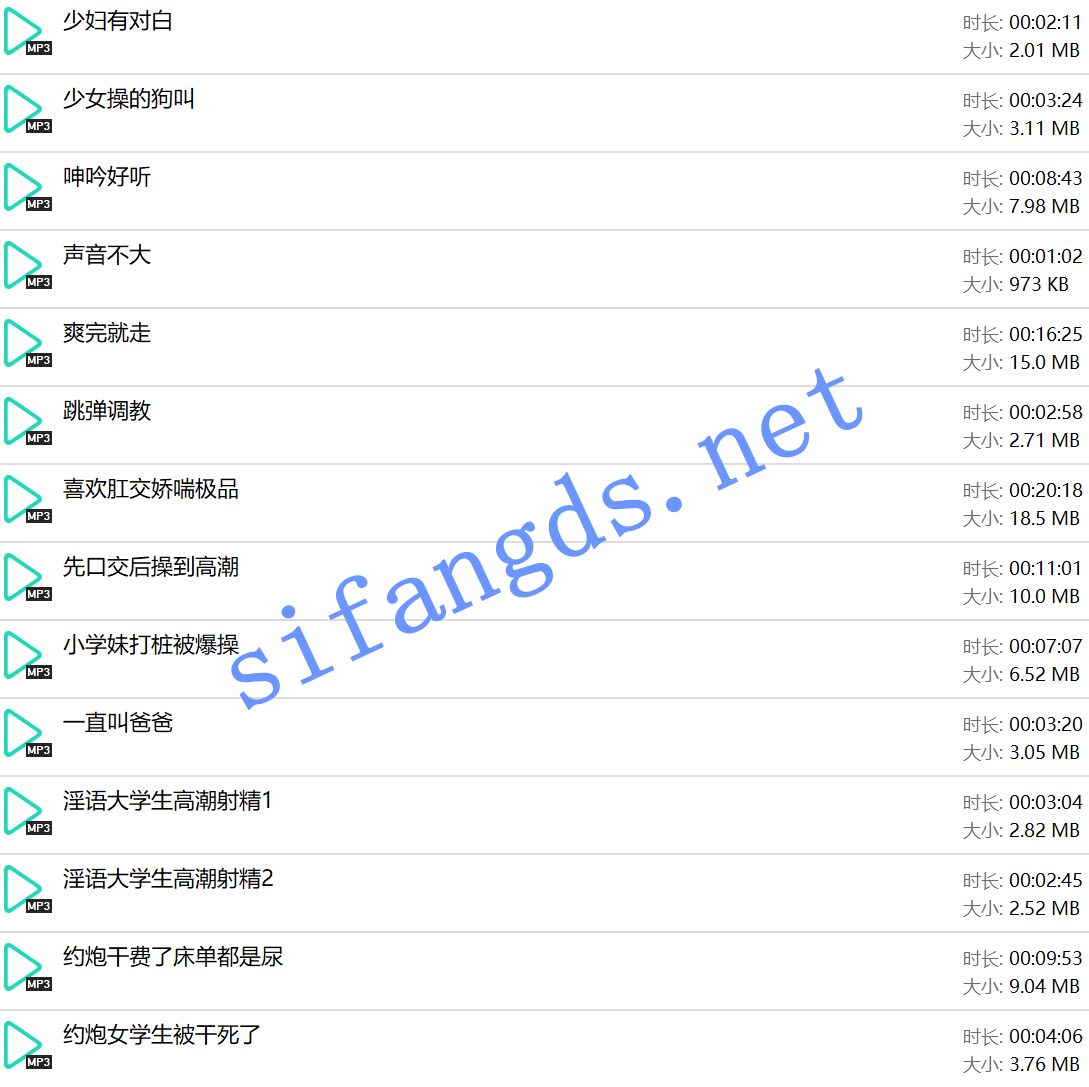 少妇有对白
时长: 00:02:11
MP3
大小: 2.01 MB
少女操的狗叫
时长: 00:03:24
MP3
大小: 3.11 MB
呻吟好听
时长: 00:08:43
MP3
大小: 7.98 MB
声音不大
时长: 00:01:02
MP3
大小: 973 KB
爽完就走
时长: 00:16:25
MP3
大小: 15.0 MB
跳弹调教
时长: 00:02:58
MP3
大小: 2.71 MB
喜欢肛交娇喘极品
时长: 00:20:18
MP3
大小: 18.5 MB
先口交后操到高潮
时长: 00:11:01
MP3
大小: 10.0 MB
小学妹打桩被爆操
时长: 00:07:07
MP3
大小: 6.52 MB
一直叫爸爸
时长: 00:03:20
MP3
大小: 3.05 MB
淫语大学生高潮射精1
时长: 00:03:04
MP3
大小: 2.82 MB
淫语大学生高潮射精2
时长: 00:02:45
MP3
大小: 2.52 MB
约炮干费了床单都是尿
时长: 00:09:53
MP3
大小: 9.04 MB
约炮女学生被干死了
时长: 00:04:06
MP3
大小: 3.76 MB
sifangds.net